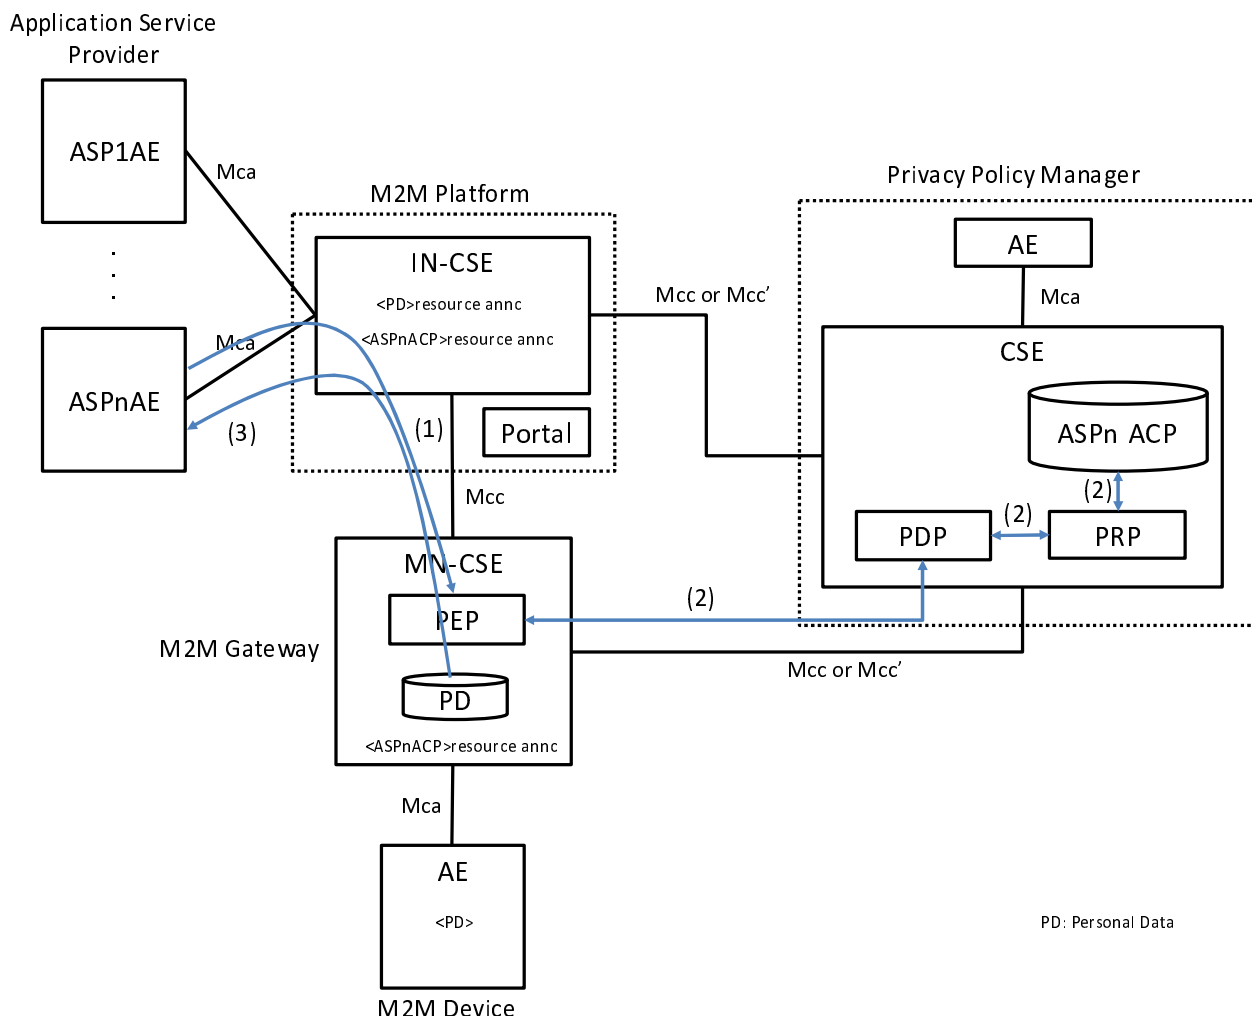 Application Service
Provider
ASP1AE
Mca
.
.
.
ASPnAE
Mca
(3)
(1)
M2M Platform
IN-CSE
<PD>resource annc
<ASPnACP>resource annc
Portal
Mcc
Mcc or Mcc’
Privacy Policy Manager
AE
Mca
CSE
ASPn ACP
(2)
(2)
PDP
PRP
(2)
Mcc or Mcc’
M2M Gateway
MN-CSE
PEP
PD
<ASPnACP>resource annc
Mca
AE
<PD>
M2M Device
PD: Personal Data